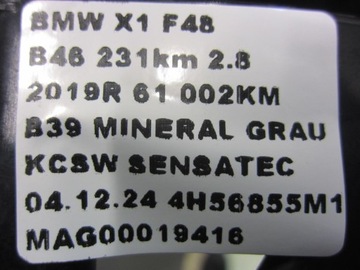 BMW X1 F48
B46 231km 2.8
2019R 61 002KM
B39 MINERAL GRAU
KCSW SENSATEC
04.12.24 4H56855M1
MAG00019416